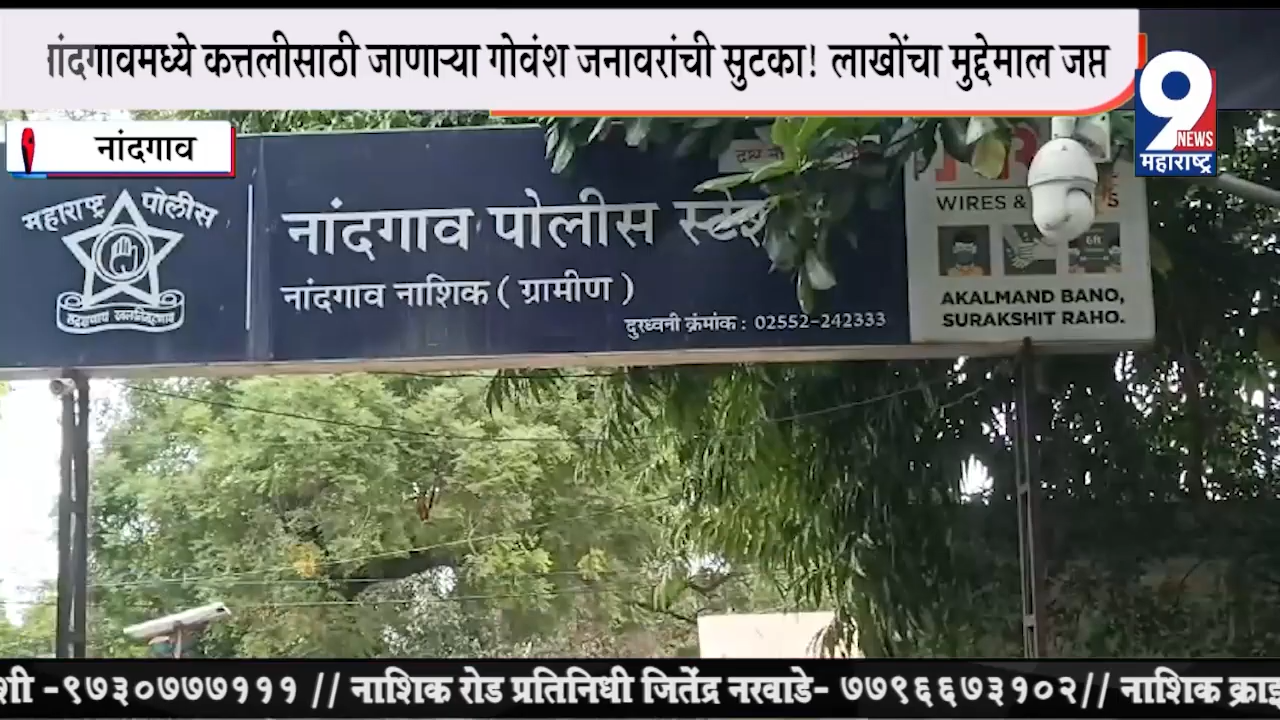 नांदगावमध्ये कत्तलीसाठी जाणाऱ्या गोवंश जनावरांची सुटका! लाखोंचा मुद्देमाल जप्त
9
NEWS
महाराष्ट्र
नांदगाव
महाराष्ट्र पोलीस
नांदगाव पोलीस
नांदगाव नाशिक ( ग्रामीण )
दुरध्वनी क्रंमांक : 02552-242333
WIRES &
6ft
AKALMAND BANO,
SURAKSHIT RAHO.
शी -९७३०७७७१११ // नाशिक रोड प्रतिनिधी जितेंद्र नरवाडे- ७७९६६७३१०२// नाशिक क्राइ